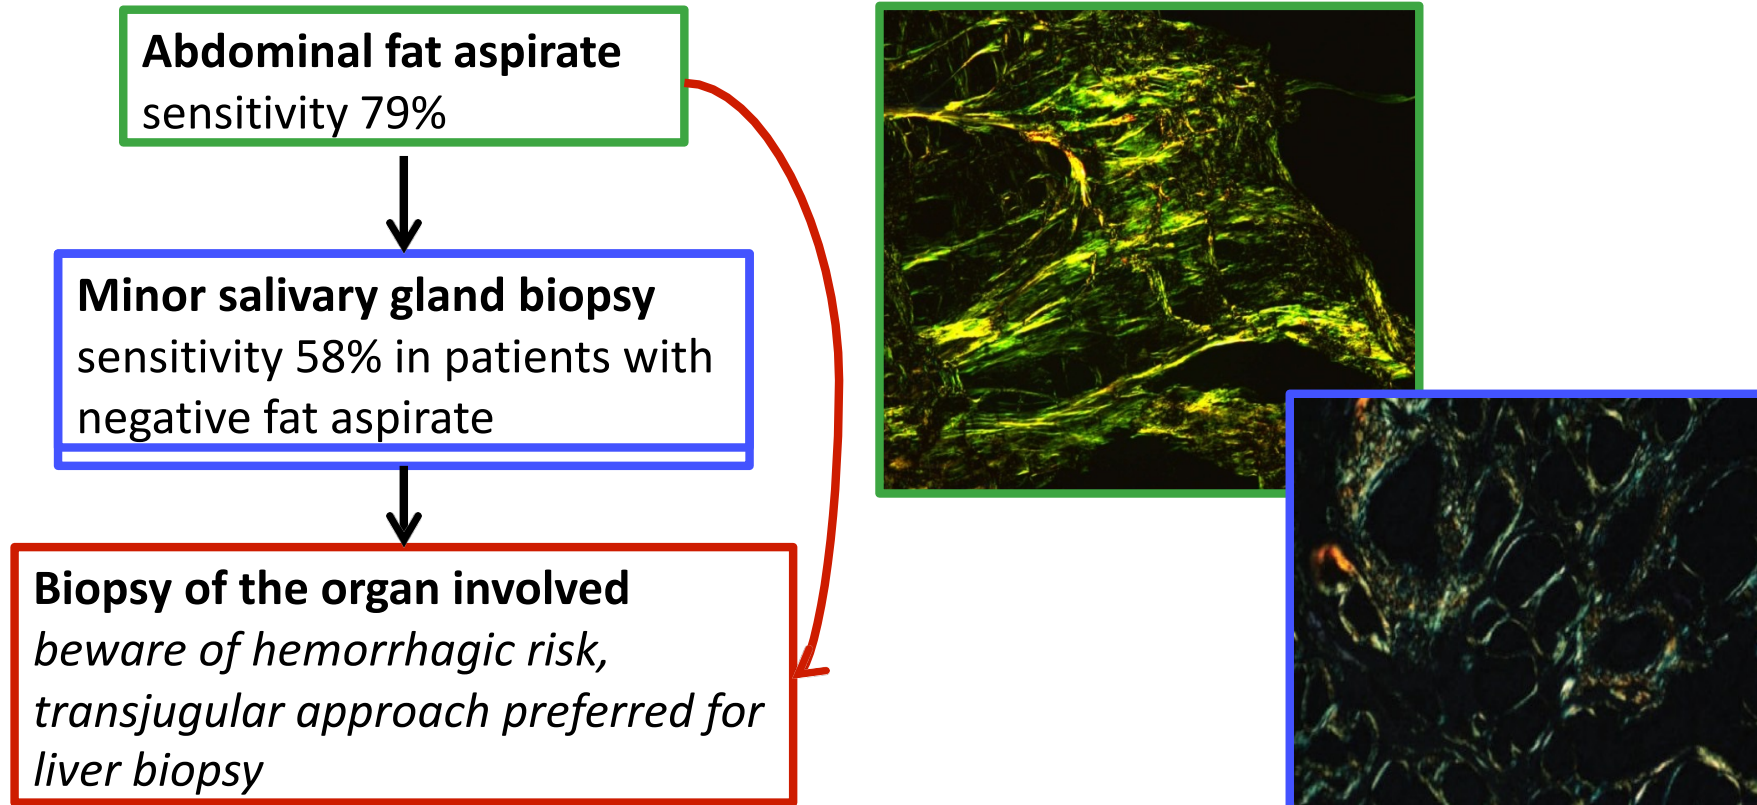 Abdominal fat aspirate
sensitivity 79%
Minor salivary gland biopsy
sensitivity 58% in patients with
negative fat aspirate
Biopsy of the organ involved
beware of hemorrhagic risk,
transjugular approach preferred for
liver biopsy